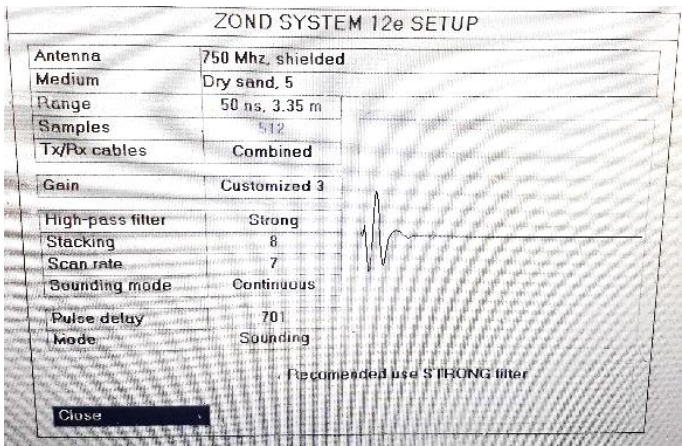 ZOND SYSTEM 12e SETUP
Antenna 750 Mhz, shielded
Medium Dry sand, 5
Range 50 ns, 3.35 m
Samples 512
Tx/Rx cables Combined
Gain Customized 3
High-pass filter Strong
Stacking 8
Scan rate 7
Sounding mode Continuous
Pulse delay 701
Mode Sounding
Recomended use STRONG filter
Close